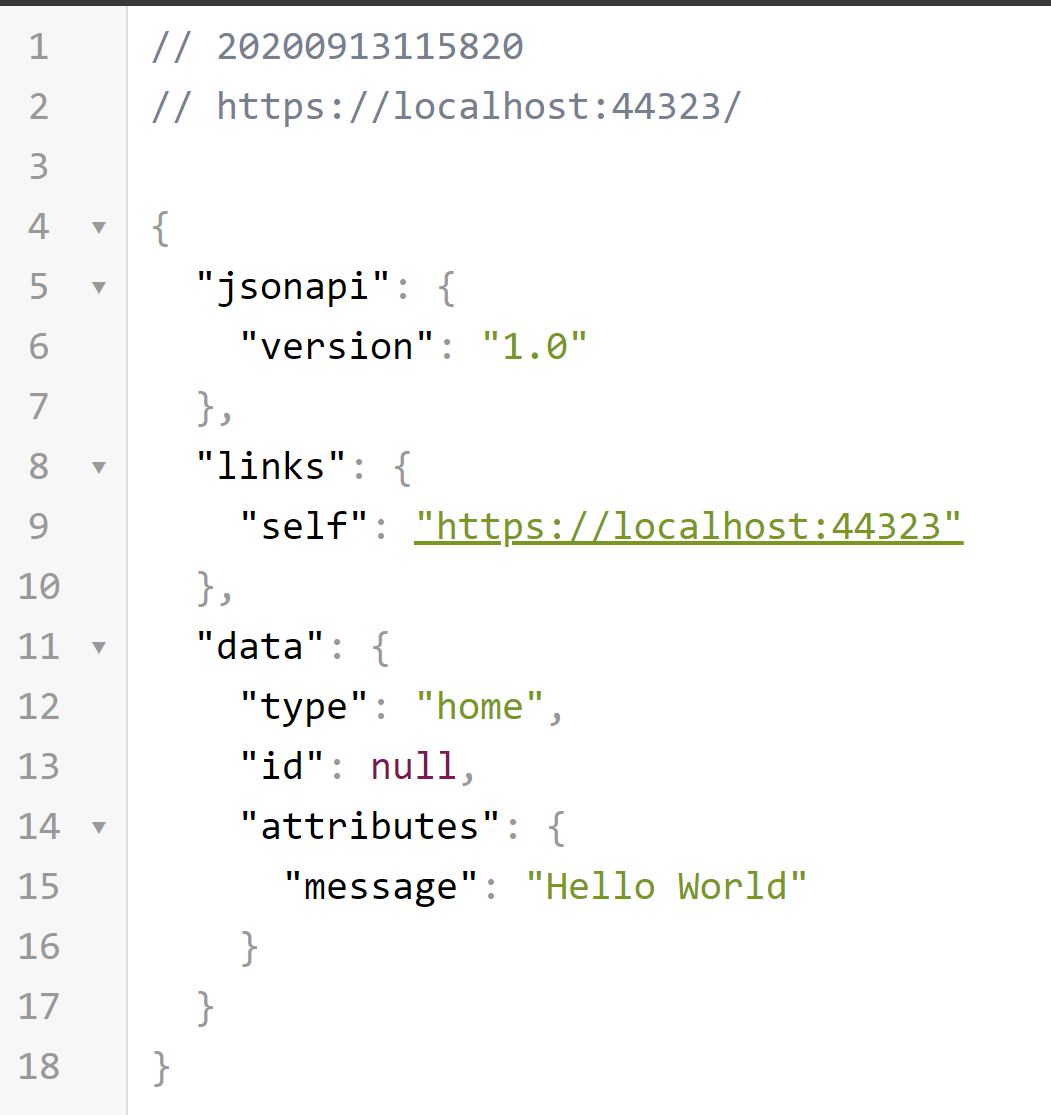 1 // 20200913115820
2 // https://localhost:44323/
3
4 {
5 "jsonapi": {
6 "version": "1.0"
7 },
8 "links": {
9 "self": "https://localhost:44323"
10 },
11 "data": {
12 "type": "home",
13 "id": null,
14 "attributes": {
15 "message": "Hello World"
16 }
17 }
18 }